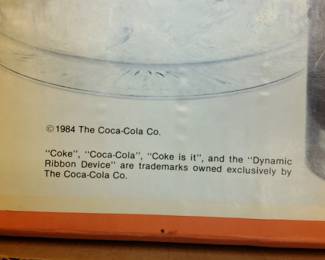 ©1984 The Coca-Cola Co.
"Coke", "Coca-Cola", "Coke is it", and the "Dynamic
Ribbon Device" are trademarks owned exclusively by
The Coca-Cola Co.